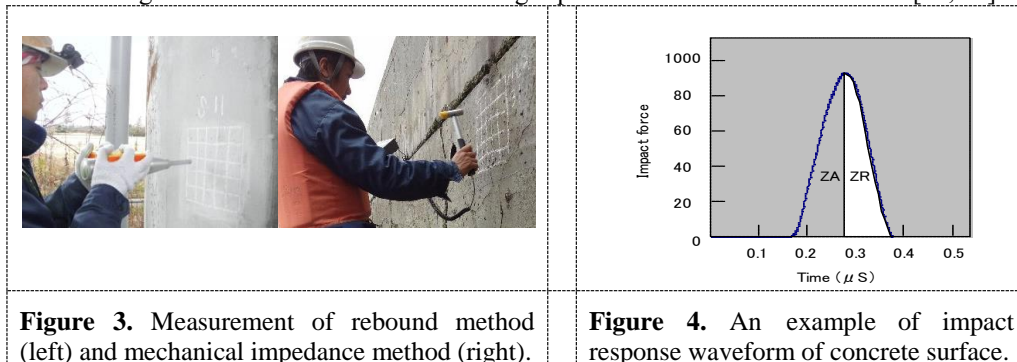 S11
1000
80
60
40
20
0
Impact force
ZA ZR
0.1 0.2 0.3 0.4 0.5
Time (μS)
Figure 3. Measurement of rebound method
(left) and mechanical impedance method (right).
Figure 4. An example of impact
response waveform of concrete surface.